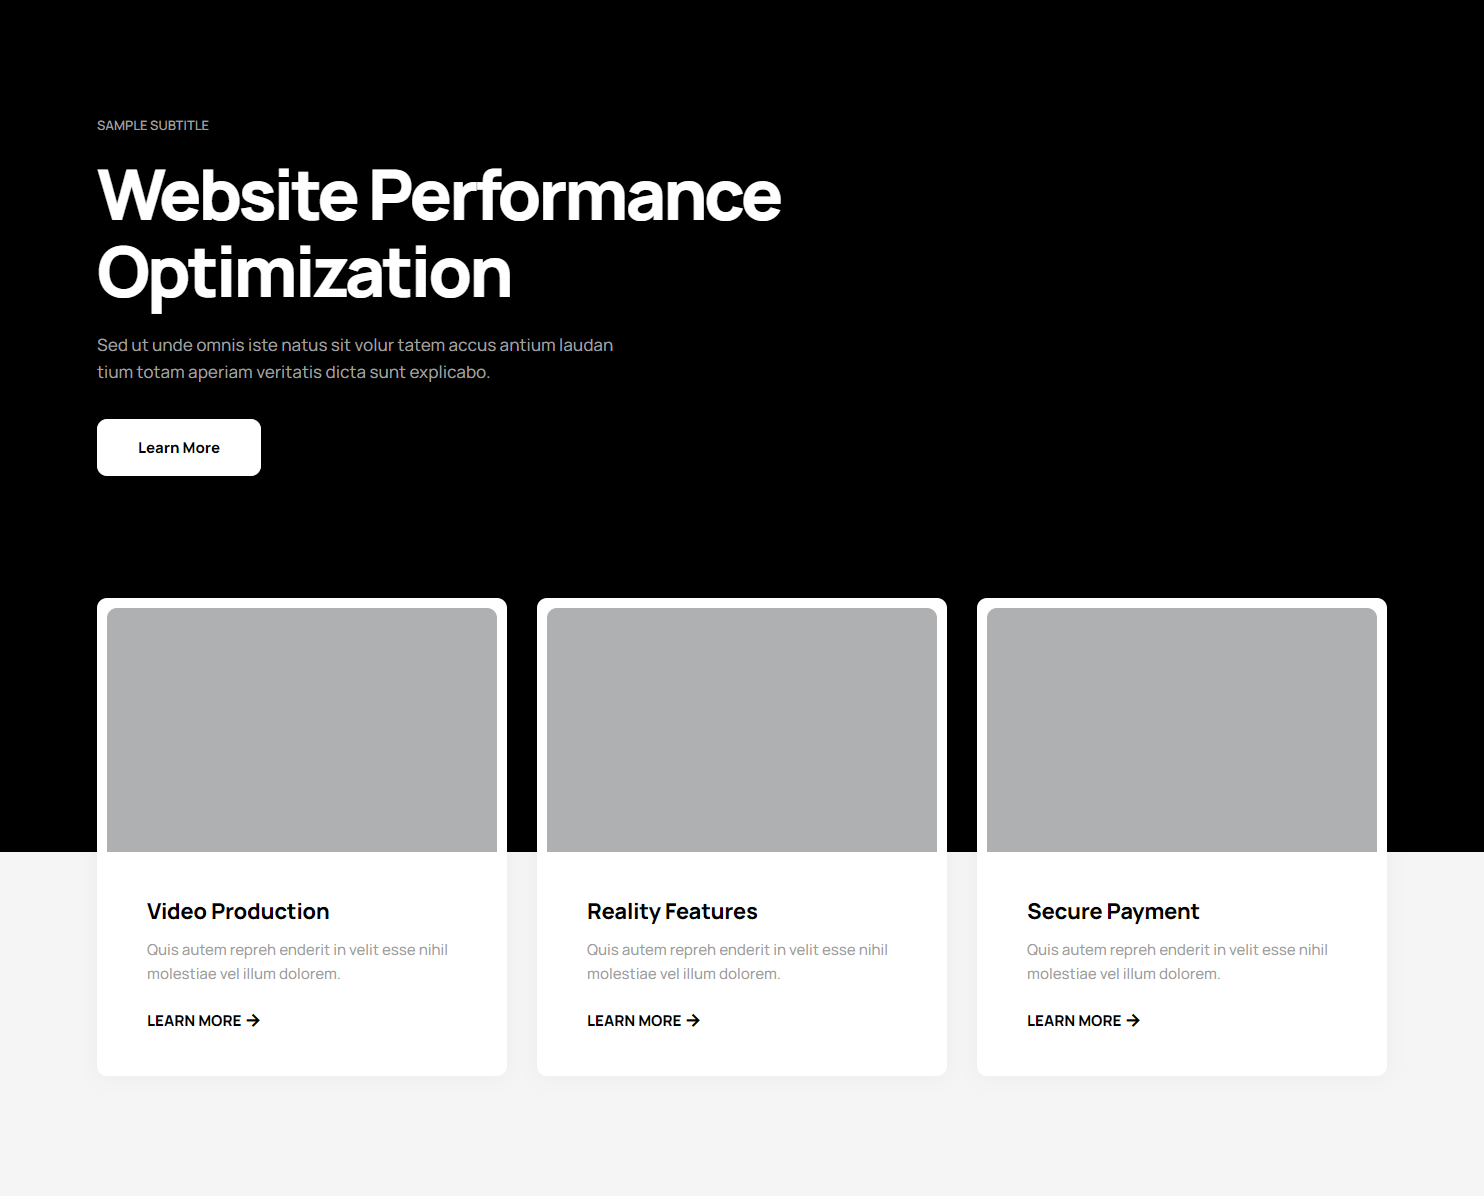 SAMPLE SUBTITLE
Website Performance
Optimization
Sed ut unde omnis iste natus sit volur tatem accus antium laudan
tium totam aperiam veritatis dicta sunt explicabo.
Learn More
Video Production
Quis autem repreh enderit in velit esse nihil
molestiae vel illum dolorem.
LEARN MORE →
Reality Features
Quis autem repreh enderit in velit esse nihil
molestiae vel illum dolorem.
LEARN MORE →
Secure Payment
Quis autem repreh enderit in velit esse nihil
molestiae vel illum dolorem.
LEARN MORE →